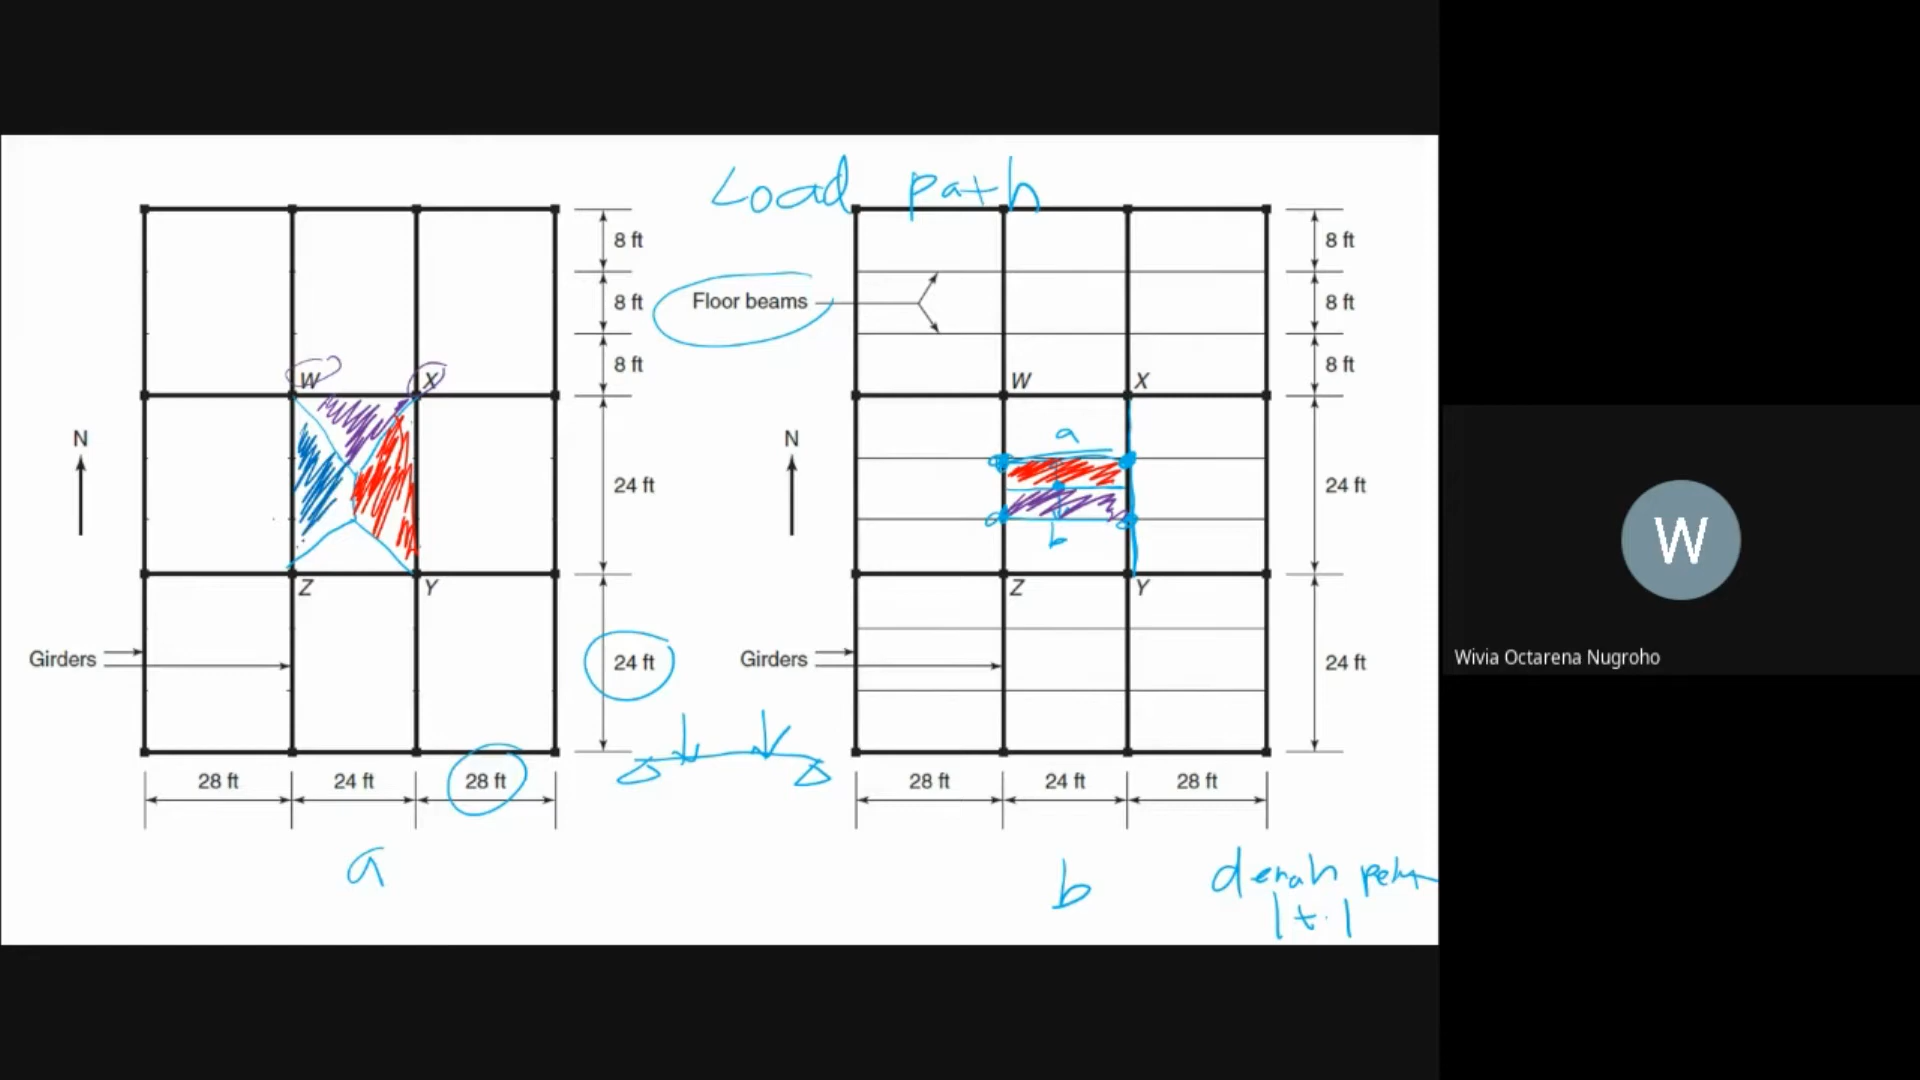 Load path
8 ft
8 ft
8 ft
Floor beams
8 ft
8 ft
8 ft
W
X
W
X
N
24 ft
N
a
24 ft
b
Z
Y
Z
Y
Girders
24 ft
Girders
24 ft
28 ft
24 ft
28 ft
28 ft
24 ft
28 ft
a
b
denah
lt. 1
W
Wivia Octarena Nugroho